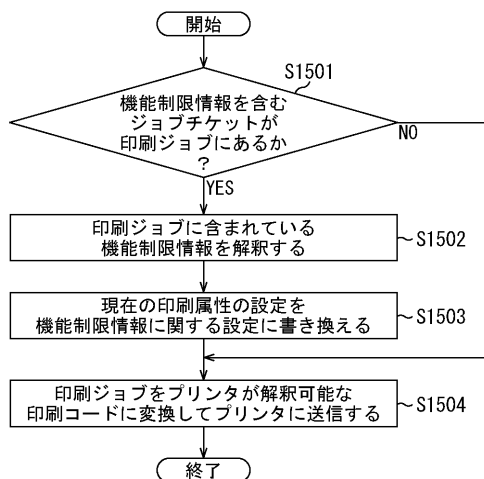 開始
S1501
機能制限情報を含む
ジョブチケットが
印刷ジョブにあるか
?
NO
YES
印刷ジョブに含まれている
機能制限情報を解釈する
S1502
現在の印刷属性の設定を
機能制限情報に関する設定に書き換える
S1503
印刷ジョブをプリンタが解釈可能な
印刷コードに変換してプリンタに送信する
S1504
終了